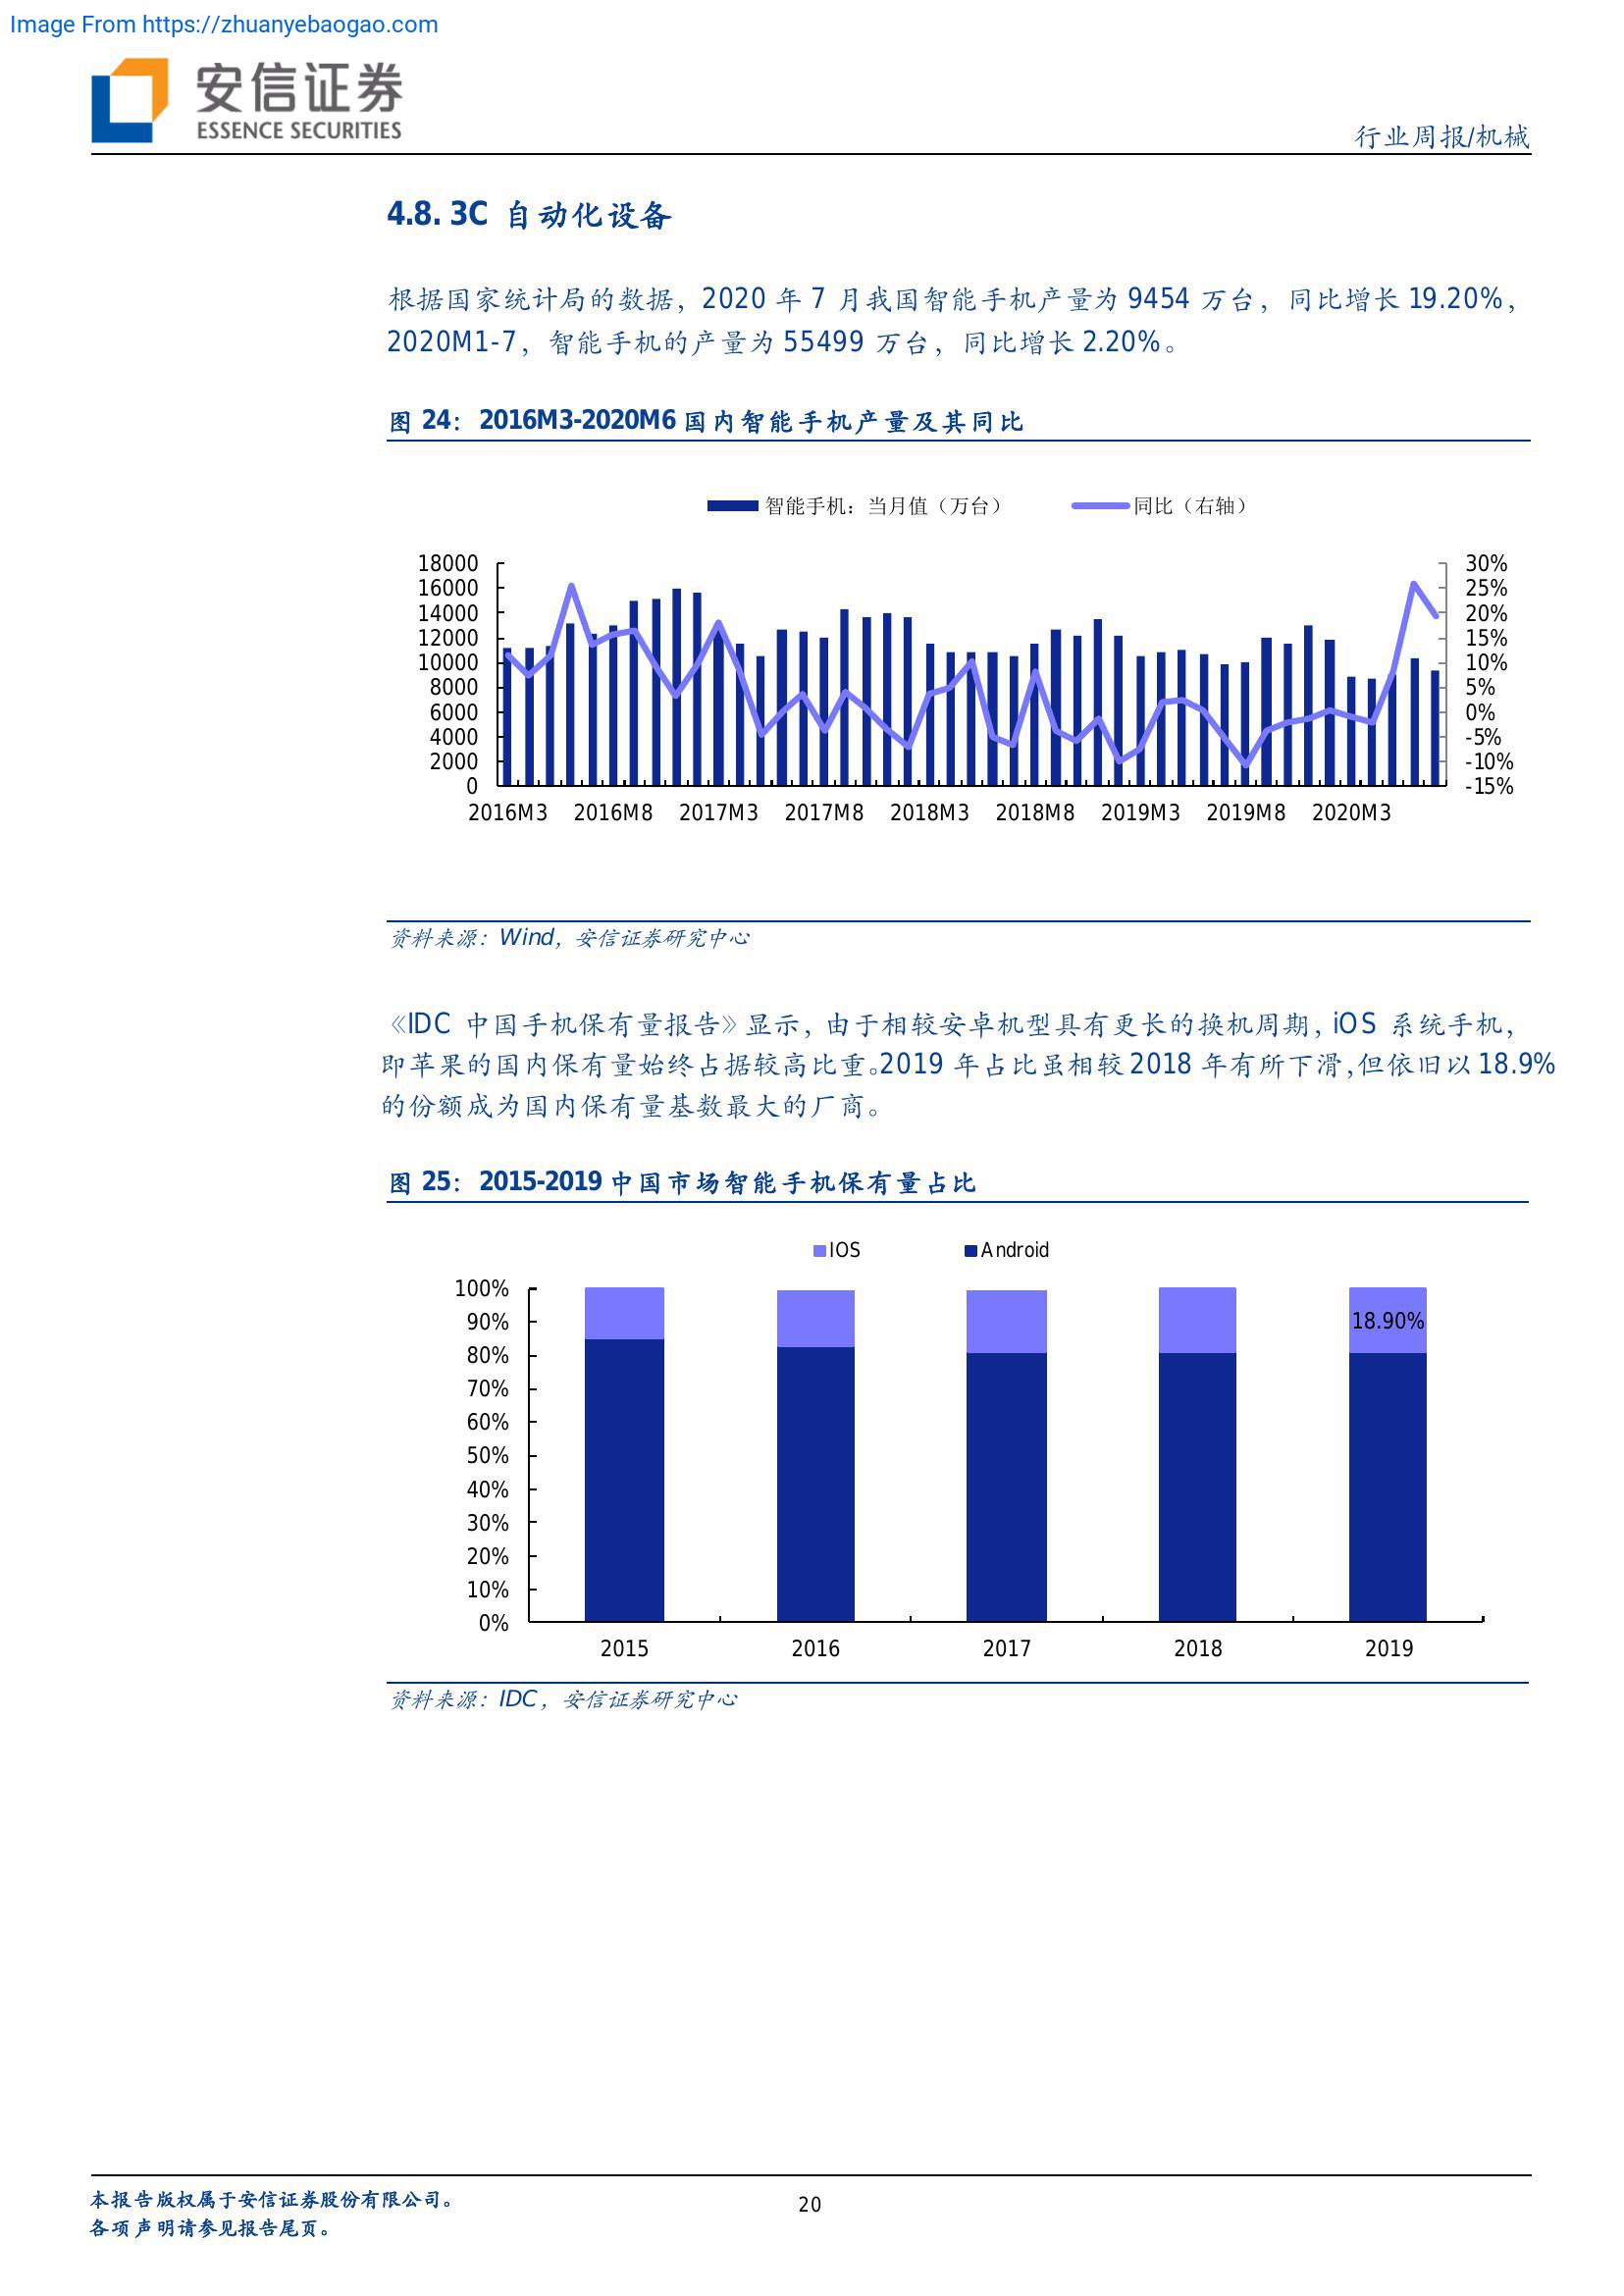 Image From https://zhuanyebaogao.com
安信证券
ESSENCE SECURITIES
行业周报/机械
4.8. 3C 自动化设备
根据国家统计局的数据，2020 年 7 月我国智能手机产量为 9454 万台，同比增长 19.20%，
2020M1-7，智能手机的产量为 55499 万台，同比增长 2.20%。
图 24：2016M3-2020M6 国内智能手机产量及其同比
智能手机：当月值（万台） 同比（右轴）
18000 30%
16000 25%
14000 20%
12000 15%
10000 10%
8000 5%
6000 0%
4000 -5%
2000 -10%
0 -15%
2016M3 2016M8 2017M3 2017M8 2018M3 2018M8 2019M3 2019M8 2020M3
资料来源：Wind，安信证券研究中心
《IDC 中国手机保有量报告》显示，由于相较安卓机型具有更长的换机周期，iOS 系统手机，
即苹果的国内保有量始终占据较高比重。2019 年占比虽相较 2018 年有所下滑，但依旧以 18.9%
的份额成为国内保有量基数最大的厂商。
图 25：2015-2019 中国市场智能手机保有量占比
IOS Android
100%
90% 18.90%
80%
70%
60%
50%
40%
30%
20%
10%
0%
2015 2016 2017 2018 2019
资料来源：IDC，安信证券研究中心
本报告版权属于安信证券股份有限公司。
20
各项声明请参见报告尾页。